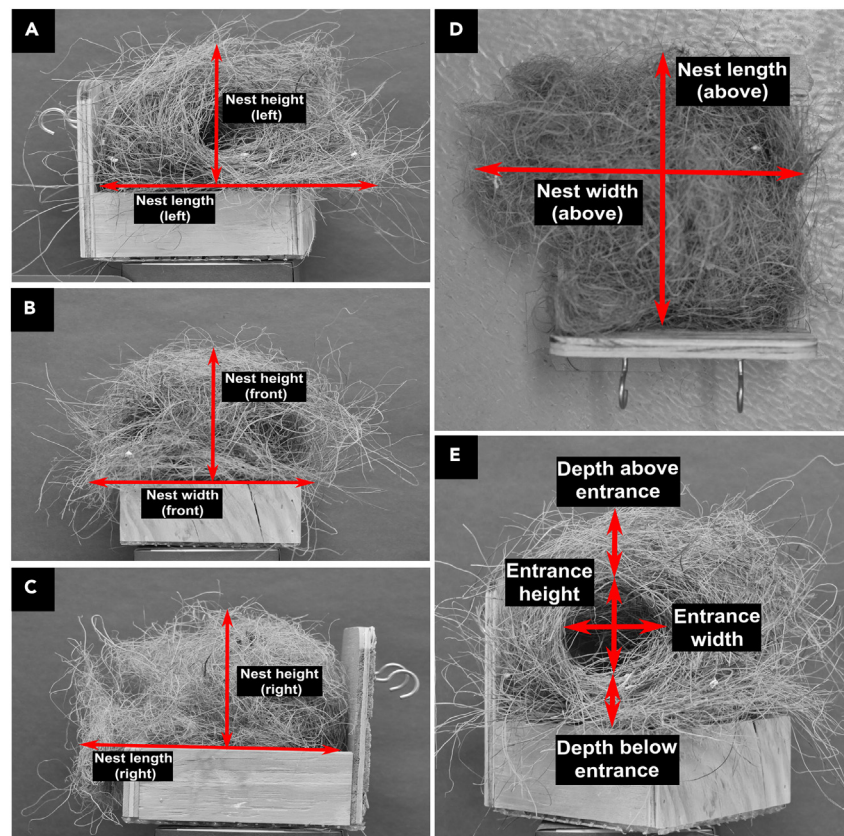 A
Nest height
(left)
Nest length
(left)
B
Nest height
(front)
Nest width
(front)
C
Nest height
(right)
Nest length
(right)
D
Nest length
(above)
Nest width
(above)
E
Depth above
entrance
Entrance
height
Entrance
width
Depth below
entrance